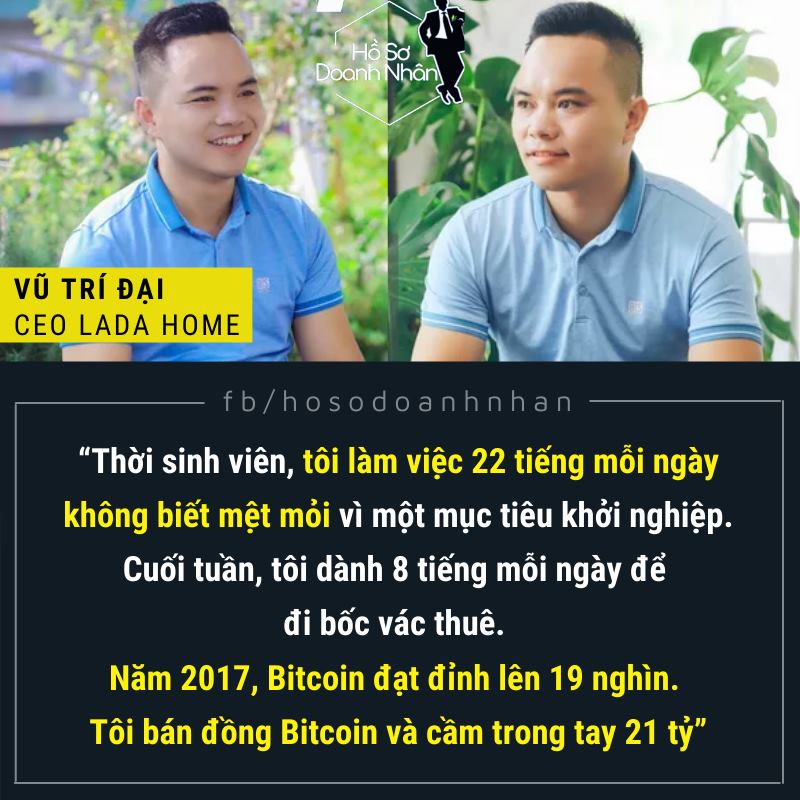 Hồ Sơ
Doanh Nhân
VŨ TRÍ ĐẠI
CEO LADA HOME
fb/hosodoanhnhan
“Thời sinh viên, tôi làm việc 22 tiếng mỗi ngày
không biết mệt mỏi vì một mục tiêu khởi nghiệp.
Cuối tuần, tôi dành 8 tiếng mỗi ngày để
đi bốc vác thuê.
Năm 2017, Bitcoin đạt đỉnh lên 19 nghìn.
Tôi bán đồng Bitcoin và cầm trong tay 21 tỷ”